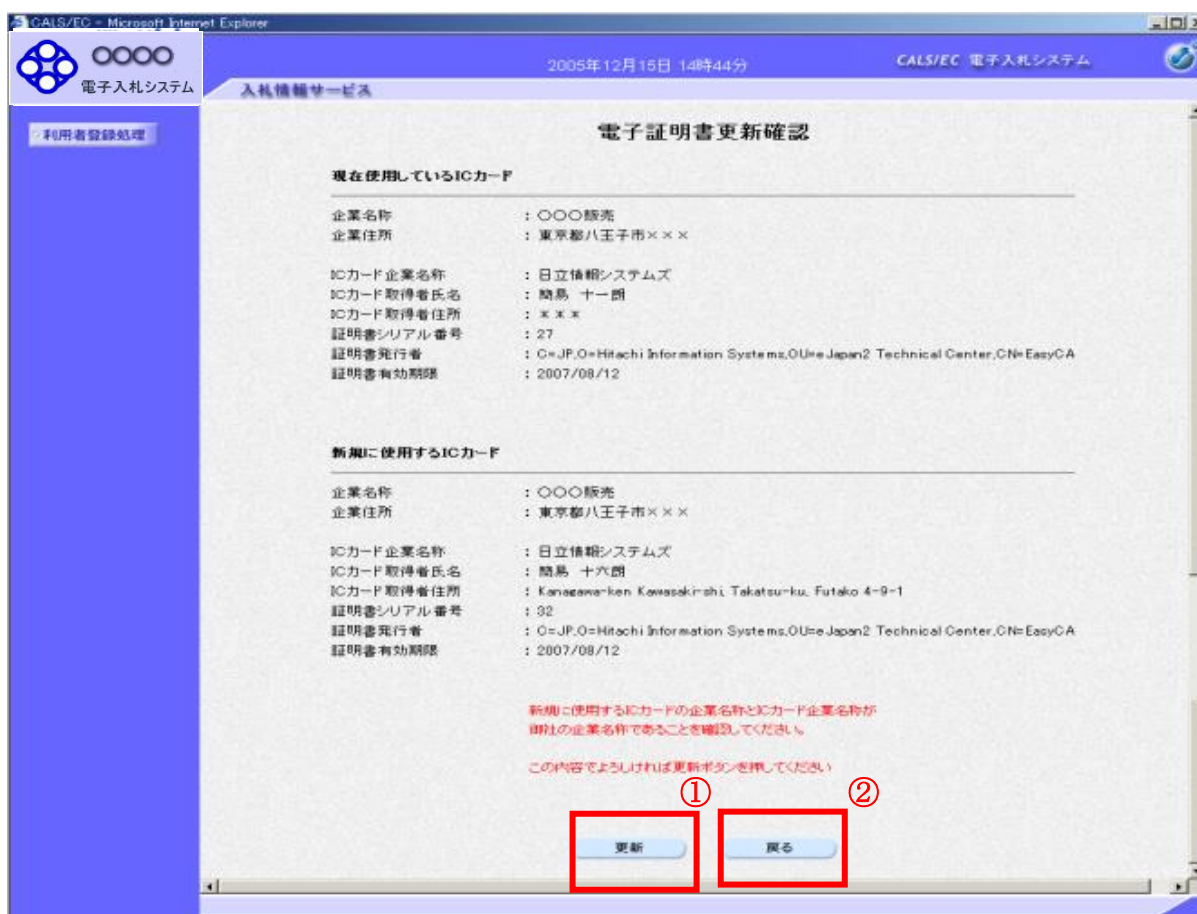 CALS/EC - Microsoft Internet Explorer
○○○○
電子入札システム
2005年12月15日 14時44分
CALS/EC 電子入札システム
入札情報サービス
利用者登録処理
電子証明書更新確認
現在使用しているICカード
企業名称 : 〇〇〇販売
企業住所 : 東京都八王子市×××
ICカード企業名称 : 日立情報システムズ
ICカード取得者氏名 : 簡易 十一朗
ICカード取得者住所 : ＊＊＊
証明書シリアル番号 : 27
証明書発行者 : C=JP,O=Hitachi Information Systems,OU=eJapan2 Technical Center,CN=EasyCA
証明書有効期限 : 2007/08/12
新規に使用するICカード
企業名称 : 〇〇〇販売
企業住所 : 東京都八王子市×××
ICカード企業名称 : 日立情報システムズ
ICカード取得者氏名 : 簡易 十六朗
ICカード取得者住所 : Kanagawa-ken Kawasaki-shi, Takatsu-ku, Futako 4-9-1
証明書シリアル番号 : 32
証明書発行者 : C=JP,O=Hitachi Information Systems,OU=eJapan2 Technical Center,CN=EasyCA
証明書有効期限 : 2007/08/12
新規に使用するICカードの企業名称とICカード企業名称が
御社の企業名称であることを確認してください。
この内容でよろしければ更新ボタンを押してください
① ②
更新 戻る